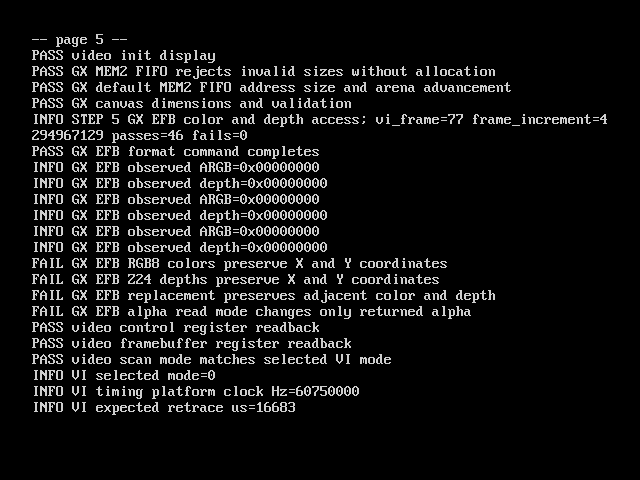 -- page 5 --
PASS video init display
PASS GX MEM2 FIFO rejects invalid sizes without allocation
PASS GX default MEM2 FIFO address size and arena advancement
PASS GX canvas dimensions and validation
INFO STEP 5 GX EFB color and depth access; vi_frame=77 frame_increment=4
294967129 passes=46 fails=0
PASS GX EFB format command completes
INFO GX EFB observed ARGB=0x00000000
INFO GX EFB observed depth=0x00000000
INFO GX EFB observed ARGB=0x00000000
INFO GX EFB observed depth=0x00000000
INFO GX EFB observed ARGB=0x00000000
INFO GX EFB observed depth=0x00000000
FAIL GX EFB RGB8 colors preserve X and Y coordinates
FAIL GX EFB Z24 depths preserve X and Y coordinates
FAIL GX EFB replacement preserves adjacent color and depth
FAIL GX EFB alpha read mode changes only returned alpha
PASS video control register readback
PASS video framebuffer register readback
PASS video scan mode matches selected VI mode
INFO VI selected mode=0
INFO VI timing platform clock Hz=60750000
INFO VI expected retrace us=16683